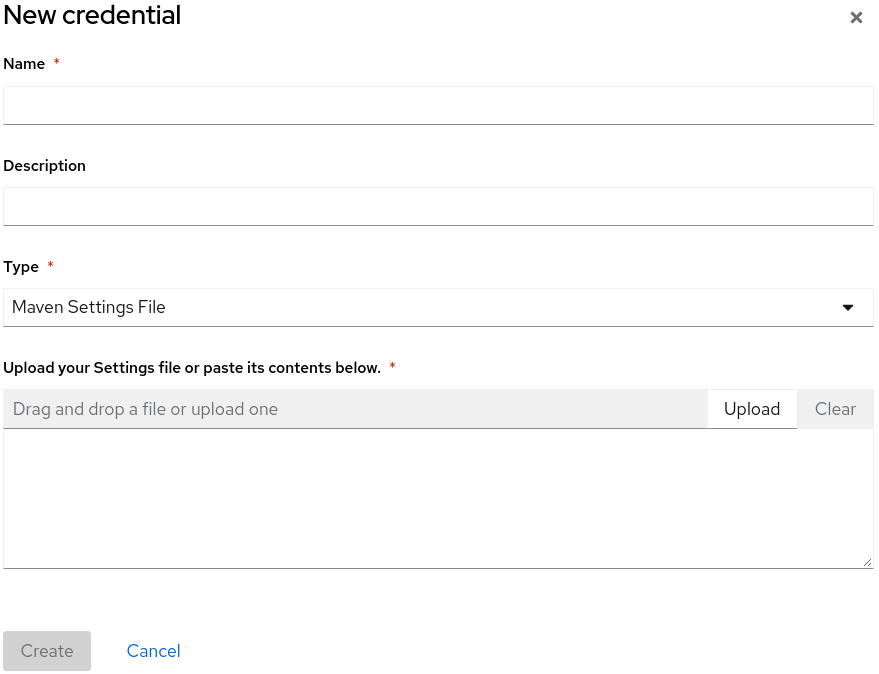 New credential
Name *
Description
Type *
Maven Settings File
Upload your Settings file or paste its contents below. *
Drag and drop a file or upload one Upload Clear
Create Cancel